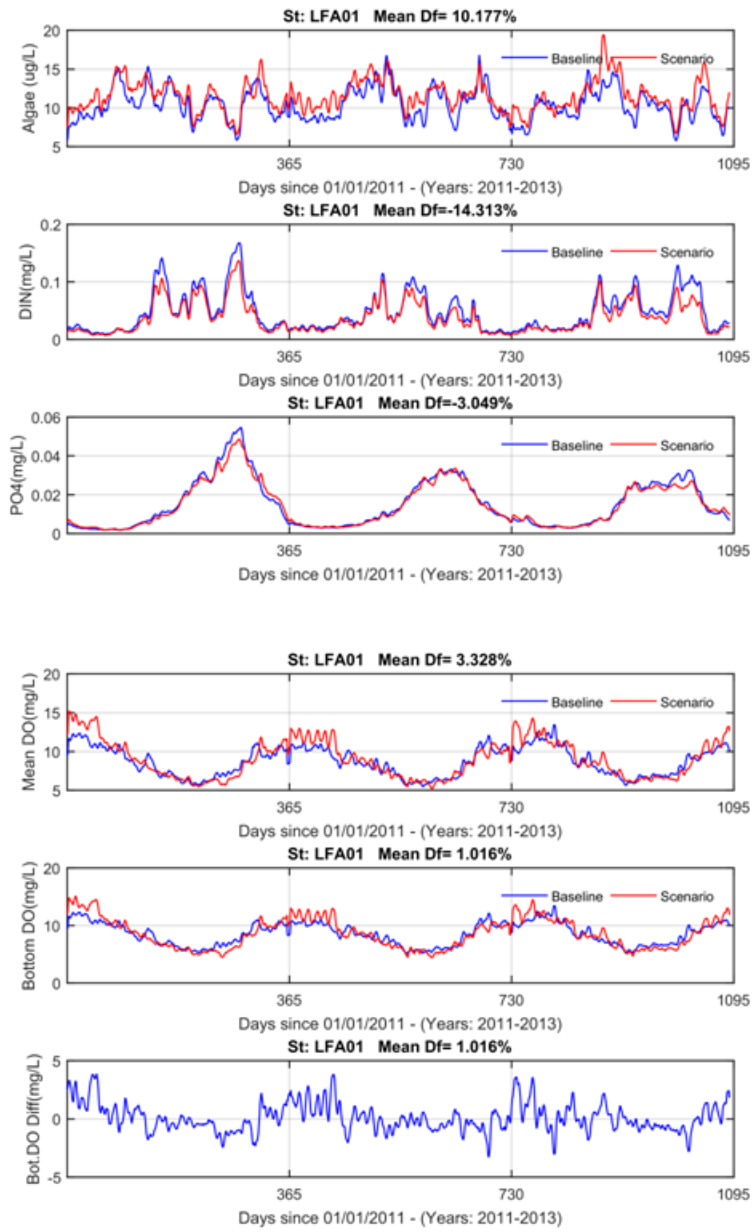 St: LFA01 Mean Df= 10.177%
20
15
10
5
Algae (ug/L)
Baseline
Scenario
365
730
1095
Days since 01/01/2011 - (Years: 2011-2013)
St: LFA01 Mean Df=-14.313%
0.2
0.1
0
DIN(mg/L)
Baseline
Scenario
365
730
1095
Days since 01/01/2011 - (Years: 2011-2013)
St: LFA01 Mean Df=-3.049%
0.06
0.04
0.02
0
PO4(mg/L)
Baseline
Scenario
365
730
1095
Days since 01/01/2011 - (Years: 2011-2013)
St: LFA01 Mean Df= 3.328%
20
15
10
5
Mean DO(mg/L)
Baseline
Scenario
365
730
1095
Days since 01/01/2011 - (Years: 2011-2013)
St: LFA01 Mean Df= 1.016%
20
10
0
Bottom DO(mg/L)
Baseline
Scenario
365
730
1095
Days since 01/01/2011 - (Years: 2011-2013)
St: LFA01 Mean Df= 1.016%
5
0
-5
Bot.DO Diff(mg/L)
365
730
1095
Days since 01/01/2011 - (Years: 2011-2013)